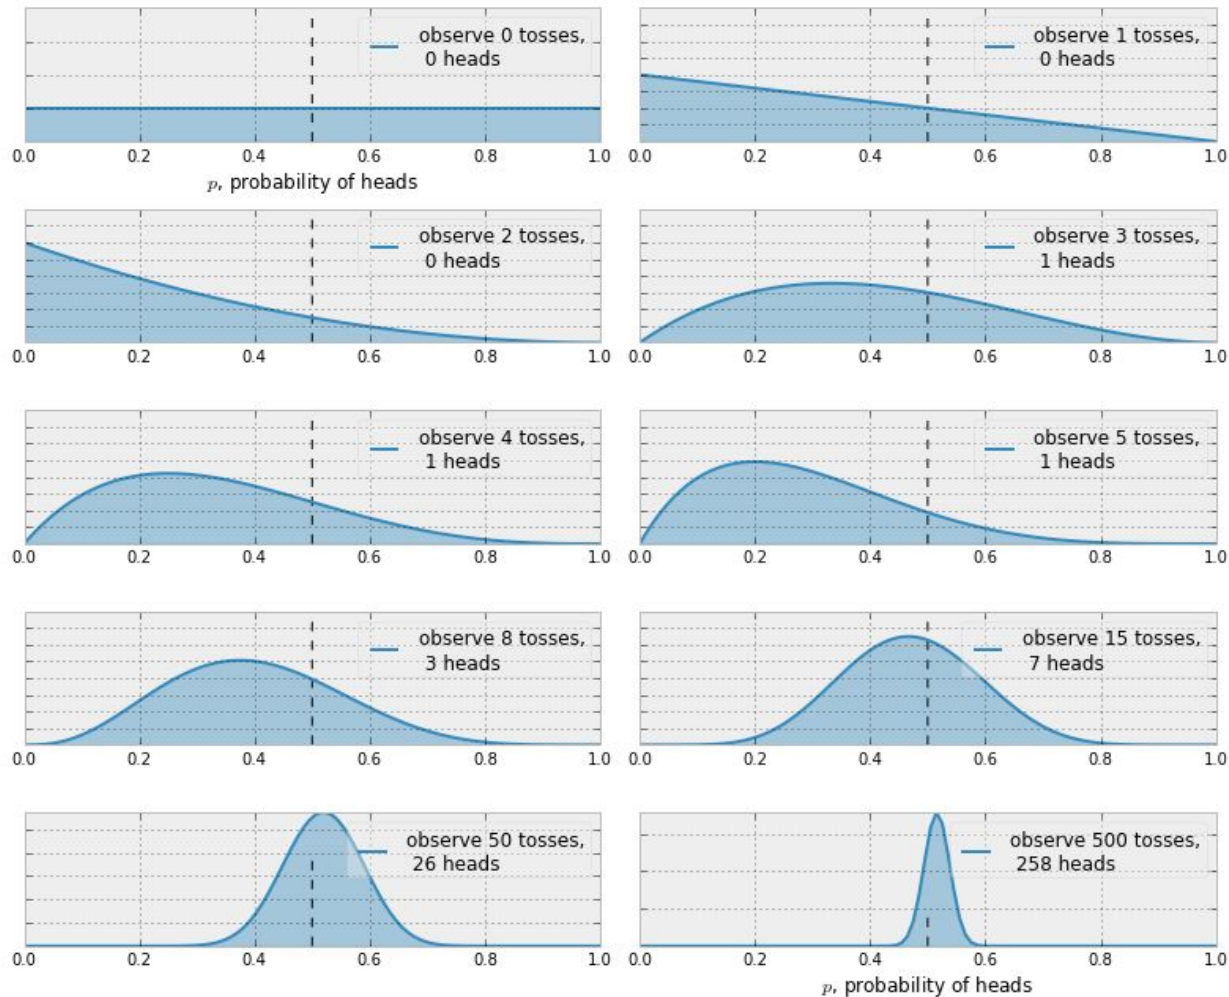 observe 0 tosses,
0 heads
0.0 0.2 0.4 0.6 0.8 1.0
p, probability of heads
observe 1 tosses,
0 heads
0.0 0.2 0.4 0.6 0.8 1.0
observe 2 tosses,
0 heads
0.0 0.2 0.4 0.6 0.8 1.0
observe 3 tosses,
1 heads
0.0 0.2 0.4 0.6 0.8 1.0
observe 4 tosses,
1 heads
0.0 0.2 0.4 0.6 0.8 1.0
observe 5 tosses,
1 heads
0.0 0.2 0.4 0.6 0.8 1.0
observe 8 tosses,
3 heads
0.0 0.2 0.4 0.6 0.8 1.0
observe 15 tosses,
7 heads
0.0 0.2 0.4 0.6 0.8 1.0
observe 50 tosses,
26 heads
0.0 0.2 0.4 0.6 0.8 1.0
observe 500 tosses,
258 heads
0.0 0.2 0.4 0.6 0.8 1.0
p, probability of heads